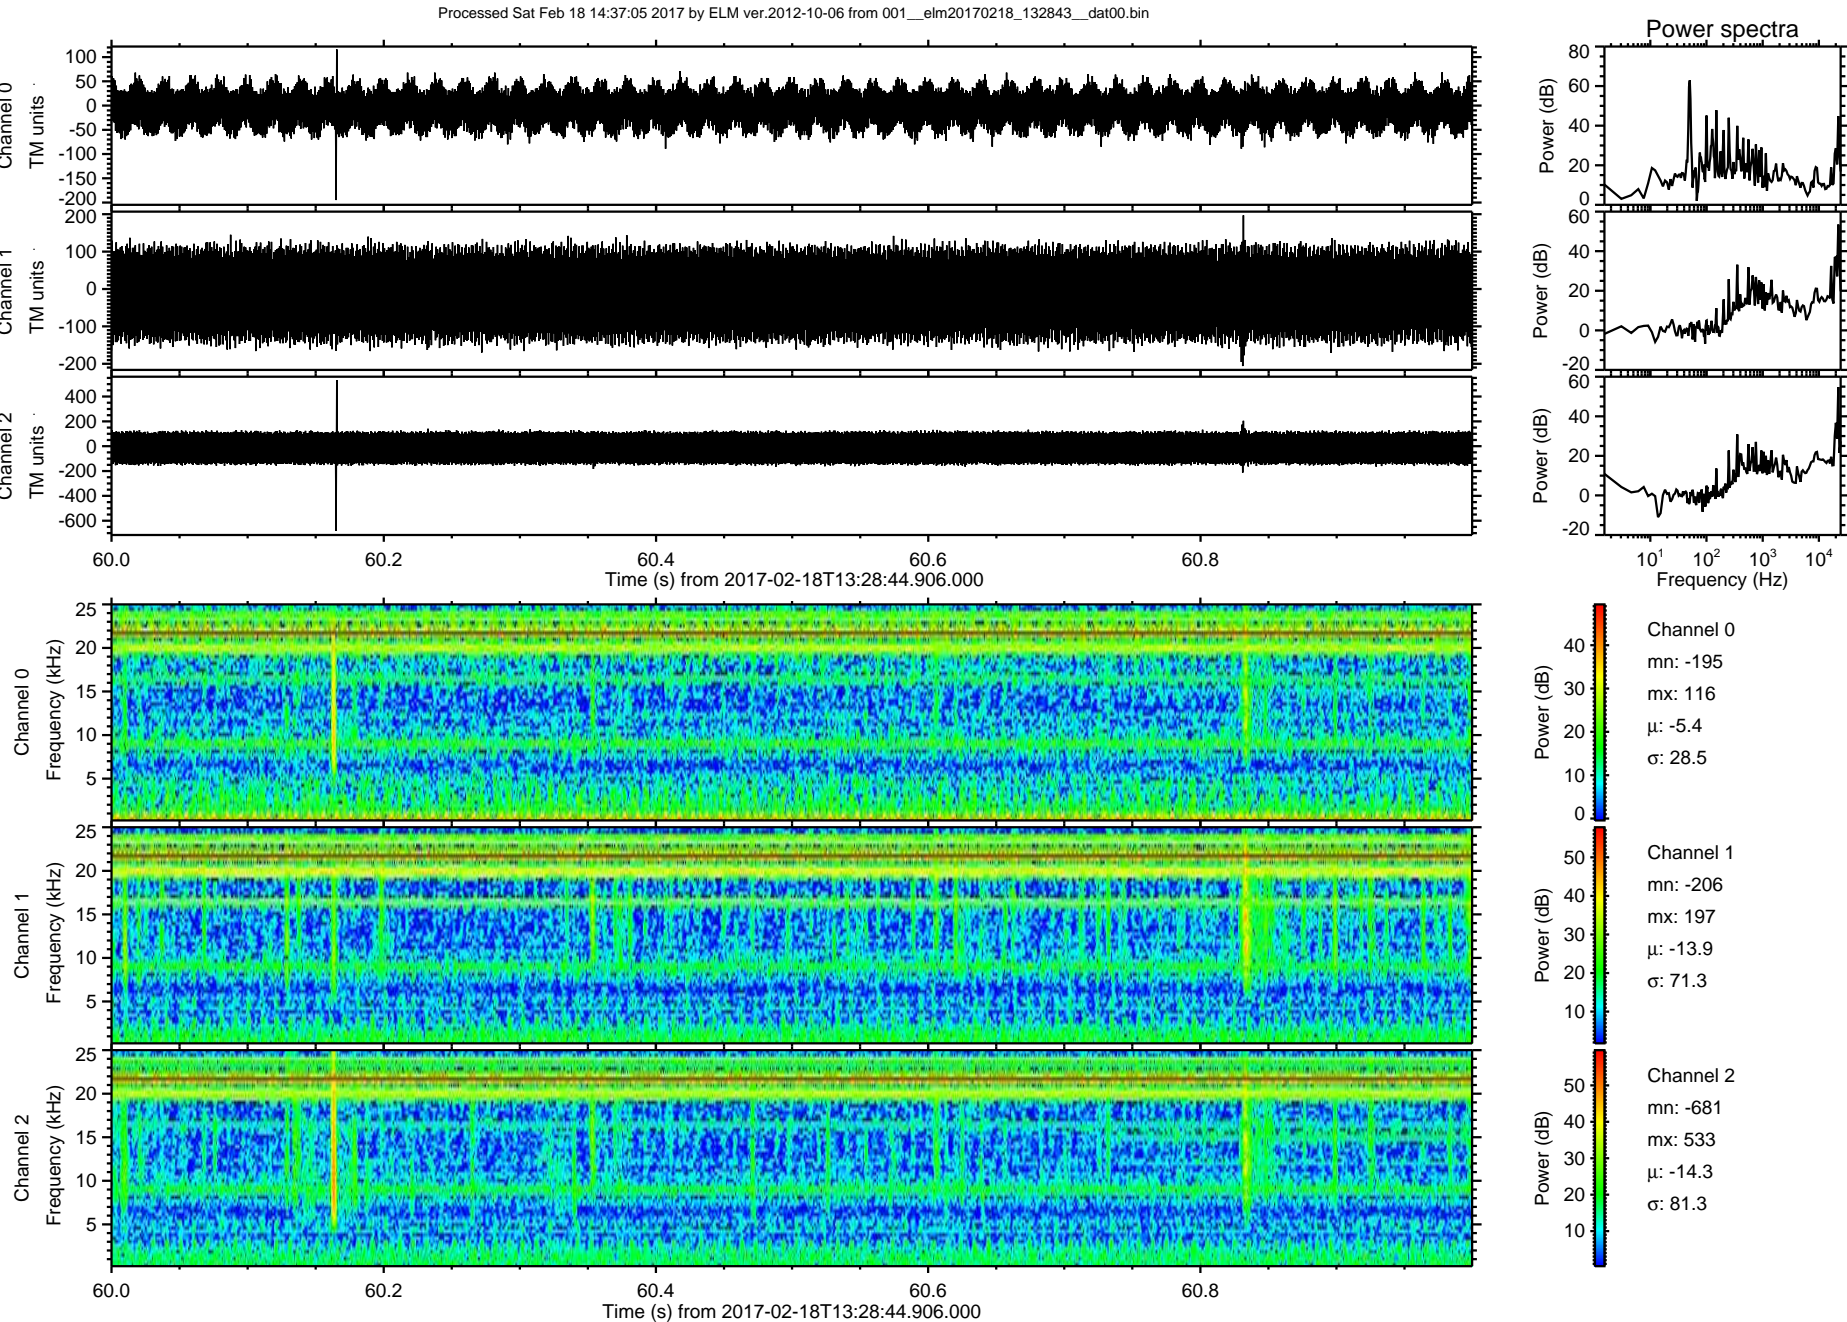 Processed Sat Feb 18 14:37:05 2017 by ELM ver.2012-10-06 from 001__elm20170218_132843__dat00.bin
Power spectra
Channel 0
TM units
100
50
0
-50
-100
-150
-200
Power (dB)
80
60
40
20
0
Channel 1
TM units
200
100
0
-100
-200
Power (dB)
60
40
20
0
-20
Channel 2
TM units
400
200
0
-200
-400
-600
Power (dB)
60
40
20
0
-20
60.0 60.2 60.4 60.6 60.8
Time (s) from 2017-02-18T13:28:44.906.000
10^1 10^2 10^3 10^4
Frequency (Hz)
Channel 0
Frequency (kHz)
25
20
15
10
5
Power (dB)
40
30
20
10
0
Channel 0
mn: -195
mx: 116
μ: -5.4
σ: 28.5
Channel 1
Frequency (kHz)
25
20
15
10
5
Power (dB)
50
40
30
20
10
Channel 1
mn: -206
mx: 197
μ: -13.9
σ: 71.3
Channel 2
Frequency (kHz)
25
20
15
10
5
Power (dB)
50
40
30
20
10
Channel 2
mn: -681
mx: 533
μ: -14.3
σ: 81.3
60.0 60.2 60.4 60.6 60.8
Time (s) from 2017-02-18T13:28:44.906.000